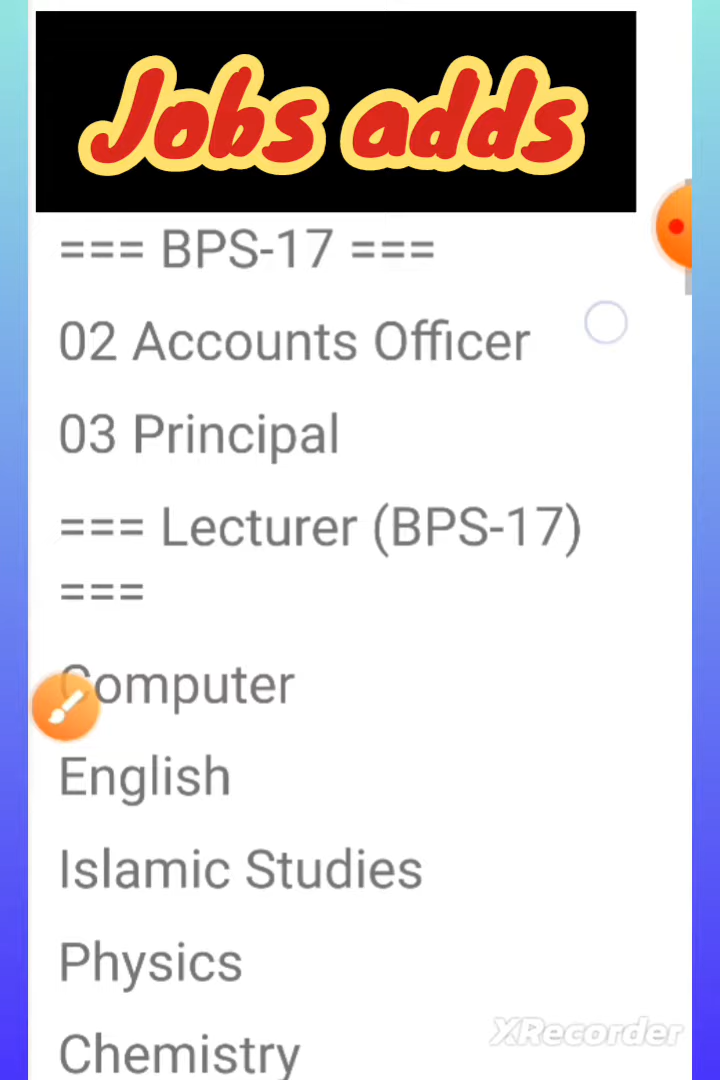 Jobs adds
=== BPS-17 ===
02 Accounts Officer
03 Principal
=== Lecturer (BPS-17)
===
Computer
English
Islamic Studies
Physics
Chemistry
XRecorder